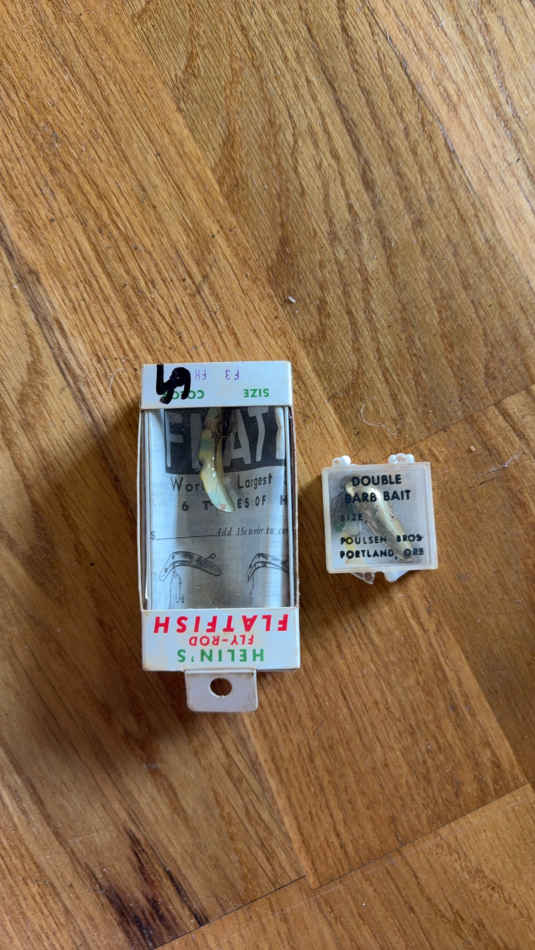 SIZE F3 COLOR
FLAT
World Largest
6 TYPES OF
Add 15c
HELIN'S
FLY-ROD
FLATFISH
DOUBLE
BARB BAIT
SIZE
POULSEN BROS
PORTLAND, ORE